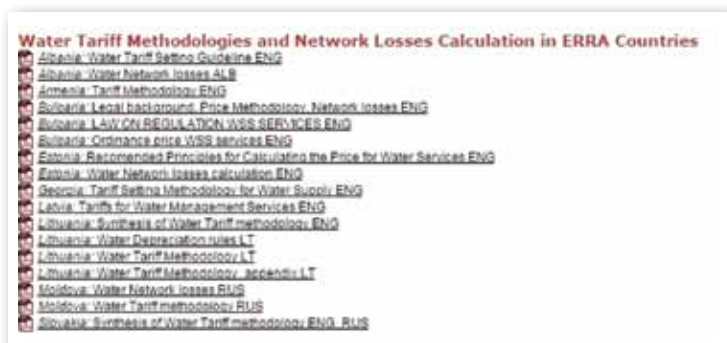 Water Tariff Methodologies and Network Losses Calculation in ERRA Countries
Albania: Water Tariff Setting Guideline ENG
Albania: Water Network losses ALB
Armenia: Tariff Methodology ENG
Bulgaria: Legal background, Price Methodology, Network losses ENG
Bulgaria: LAW ON REGULATION WSS SERVICES ENG
Bulgaria: Ordinance price WSS services ENG
Estonia: Recomended Principles for Calculating the Price for Water Services ENG
Estonia: Water Network losses calculation ENG
Georgia: Tariff Setting Methodology for Water Supply ENG
Latvia: Tariffs for Water Management Services ENG
Lithuania: Synthesis of Water Tariff methodology ENG
Lithuania: Water Depreciation rules LT
Lithuania: Water Tariff Methodology LT
Lithuania: Water Tariff Methodology_appendix LT
Moldova: Water Network losses RUS
Moldova: Water Tariff methodology RUS
Slovakia: Synthesis of Water Tariff methodology ENG_RUS